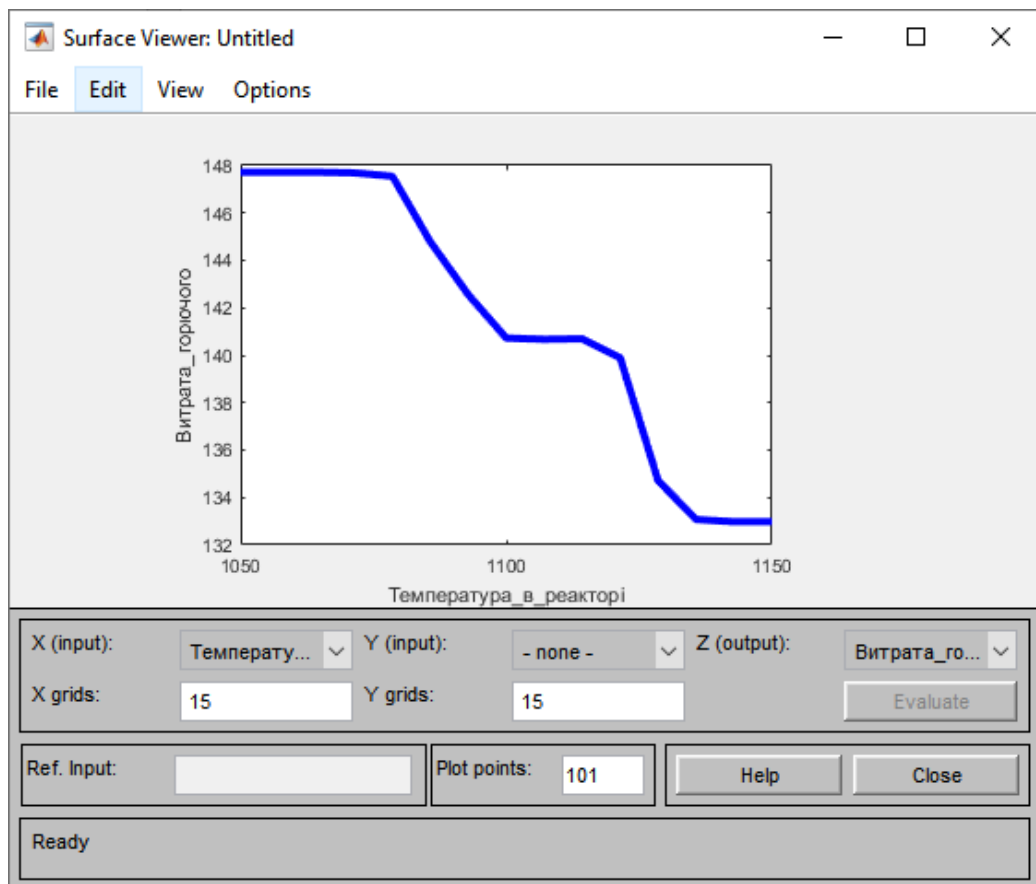 Surface Viewer: Untitled
File Edit View Options
148
146
144
142
140
138
136
134
132
Витрата_горючого
1050 1100 1150
Температура_в_реакторі
X (input): Температу... Y (input): - none - Z (output): Витрата_го...
X grids: 15 Y grids: 15 Evaluate
Ref. Input: Plot points: 101 Help Close
Ready